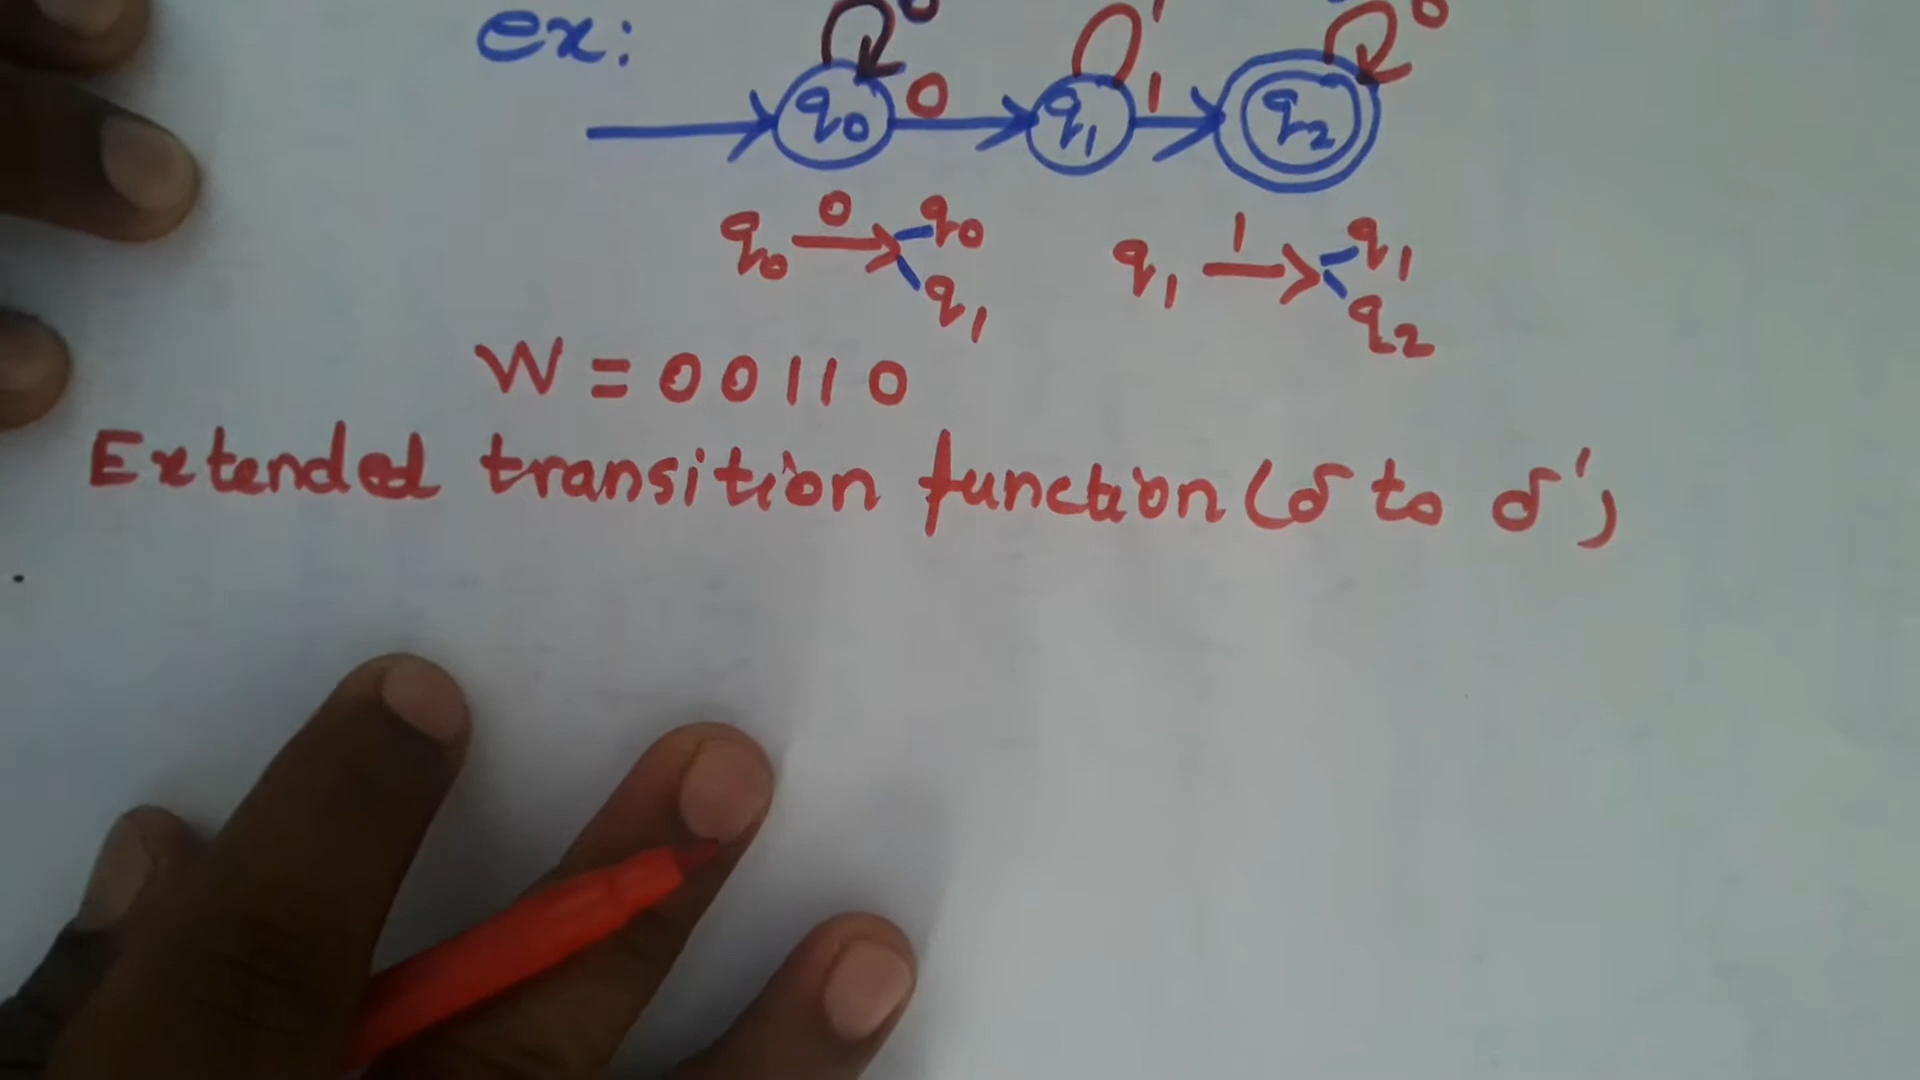 ex:
0 1 0
q0 0 q1 1 q2
q0 0 q0 q1 1 q1
q1 q2
W = 00110
Extended transition function (δ to δ')